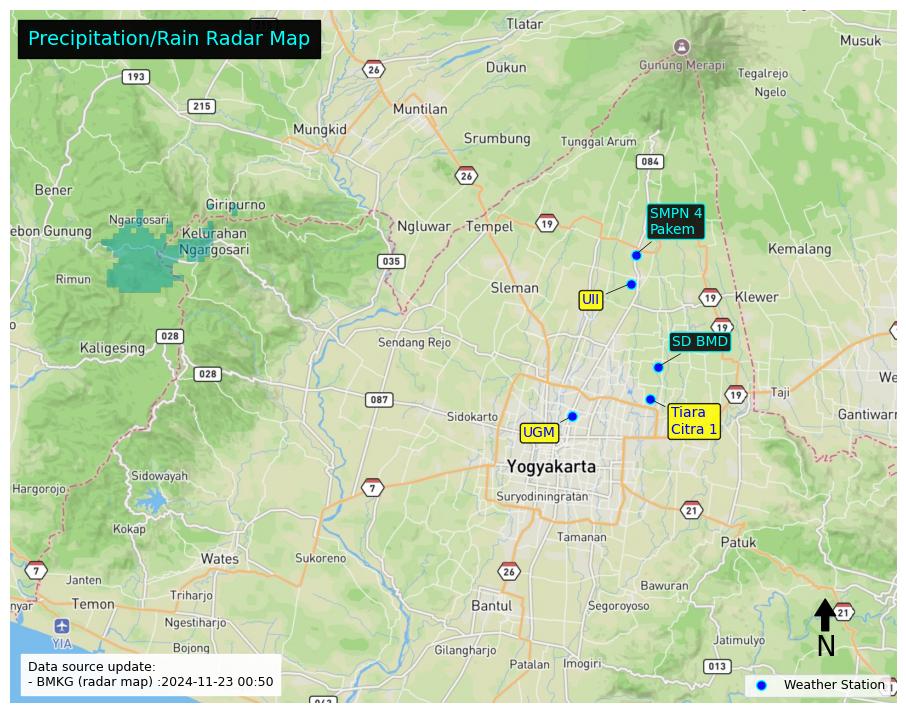 Precipitation/Rain Radar Map
Tlatar
Musuk
193
26
Dukun
Gunung Merapi
Tegalrejo
Ngelo
215
Muntilan
Mungkid
Srumbung
Tunggal Arum
084
26
Bener
Giripurno
Ngargosari
ebon Gunung
Kelurahan
Ngargosari
Ngluwar
Tempel
19
SMPN 4
Pakem
Kemalang
035
Rimun
Sleman
UII
19
Klewer
19
028
Kaligesing
Sendang Rejo
SD BMD
028
We
087
Sidokarto
19
Taji
Tiara
Citra 1
Gantiwarn
UGM
Yogyakarta
Sidowayah
Hargorojo
7
Suryodiningratan
21
Kokap
Tamanan
Patuk
Wates
Sukoreno
7
26
Janten
Bawuran
Triharjo
nyar
Temon
Bantul
Segoroyoso
21
Ngestiharjo
YIA
Bojong
Gilangharjo
Jatimulyo
N
Patalan
Imogiri
013
Data source update:
- BMKG (radar map) :2024-11-23 00:50
Weather Station